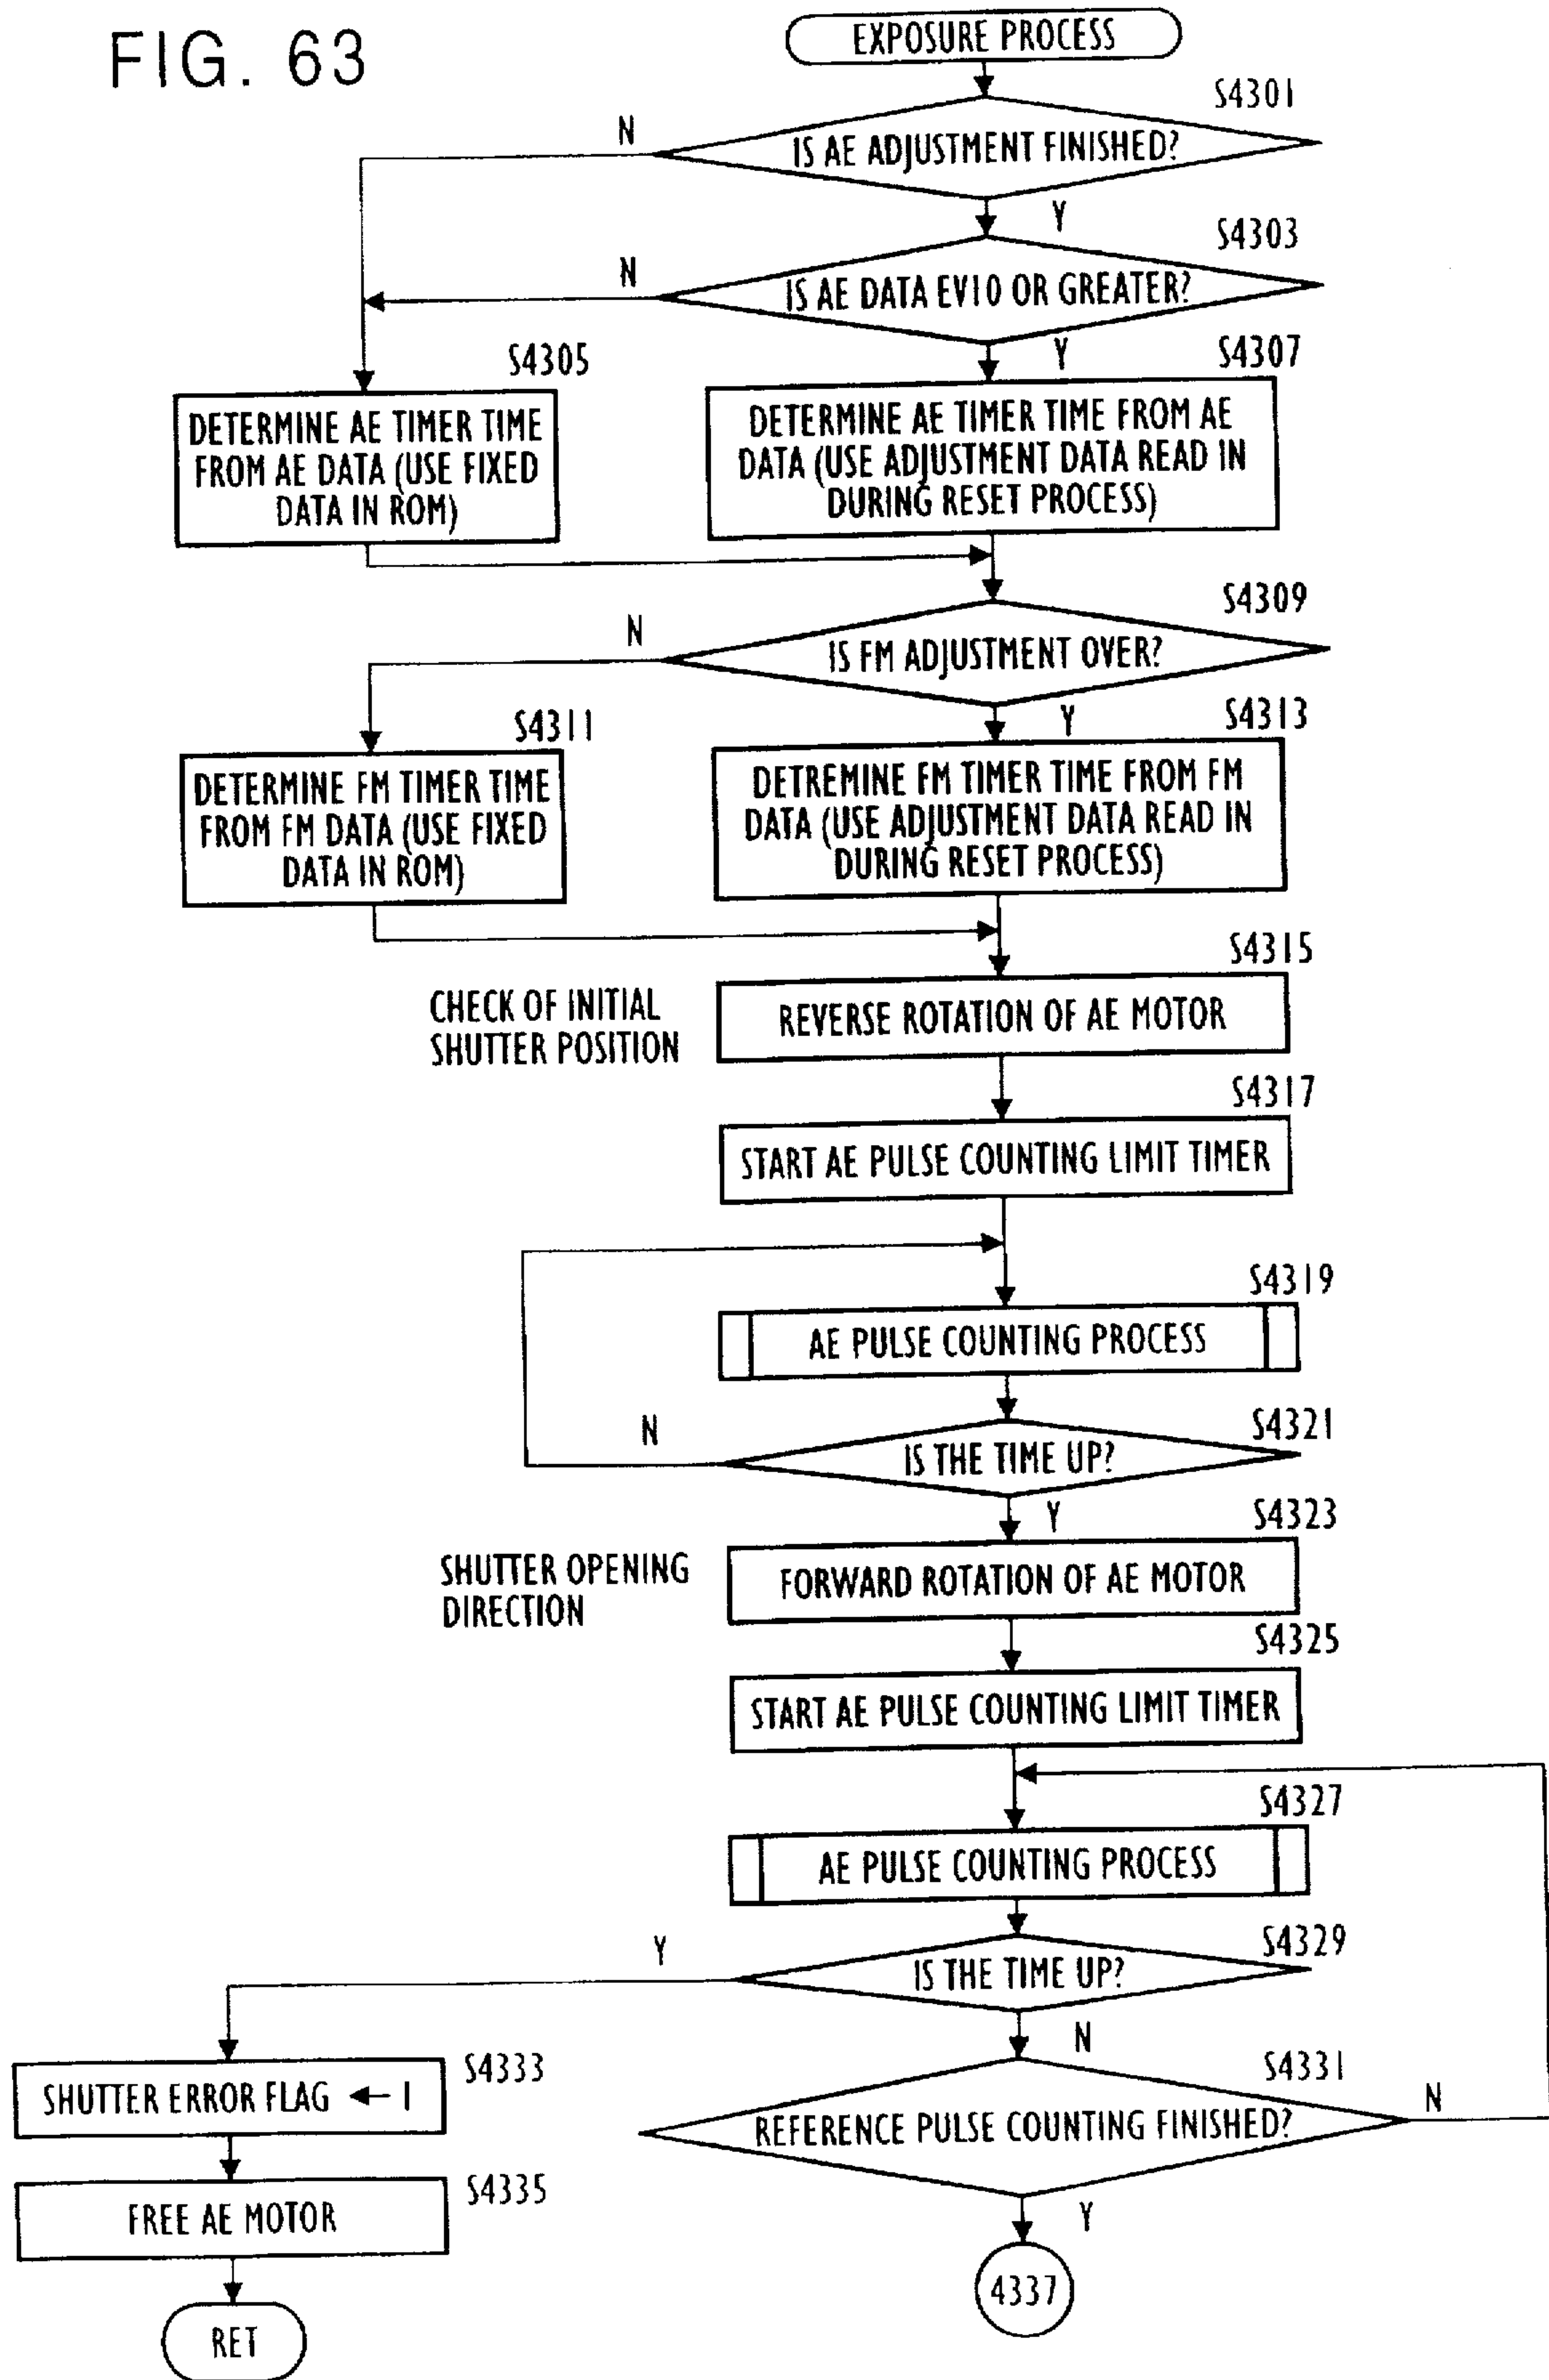 FIG. 63
EXPOSURE PROCESS
S4301
IS AE ADJUSTMENT FINISHED?
N
Y
S4303
IS AE DATA EV10 OR GREATER?
N
Y
S4305
DETERMINE AE TIMER TIME
FROM AE DATA (USE FIXED
DATA IN ROM)
S4307
DETERMINE AE TIMER TIME FROM AE
DATA (USE ADJUSTMENT DATA READ IN
DURING RESET PROCESS)
S4309
IS FM ADJUSTMENT OVER?
N
Y
S4311
DETERMINE FM TIMER TIME
FROM FM DATA (USE FIXED
DATA IN ROM)
S4313
DETREMINE FM TIMER TIME FROM FM
DATA (USE ADJUSTMENT DATA READ IN
DURING RESET PROCESS)
CHECK OF INITIAL
SHUTTER POSITION
S4315
REVERSE ROTATION OF AE MOTOR
S4317
START AE PULSE COUNTING LIMIT TIMER
S4319
AE PULSE COUNTING PROCESS
S4321
IS THE TIME UP?
N
Y
SHUTTER OPENING
DIRECTION
S4323
FORWARD ROTATION OF AE MOTOR
S4325
START AE PULSE COUNTING LIMIT TIMER
S4327
AE PULSE COUNTING PROCESS
S4329
IS THE TIME UP?
Y
N
S4331
REFERENCE PULSE COUNTING FINISHED?
N
Y
S4333
SHUTTER ERROR FLAG ← 1
S4335
FREE AE MOTOR
RET
4337